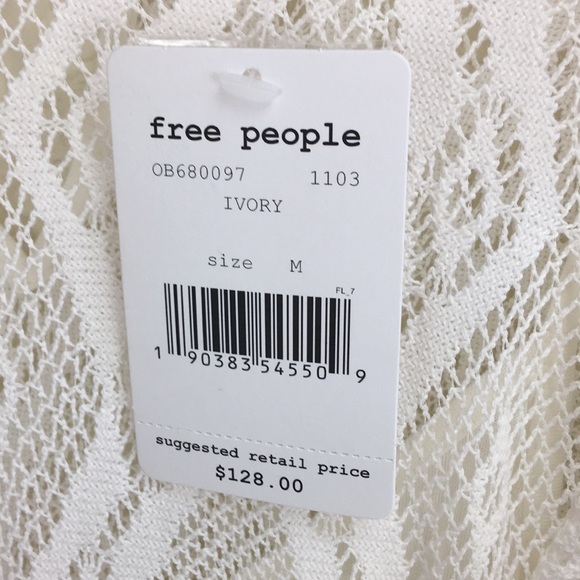 free people
OB680097 1103
IVORY
size M
FL_7
1 90383 54550 9
suggested retail price
$128.00